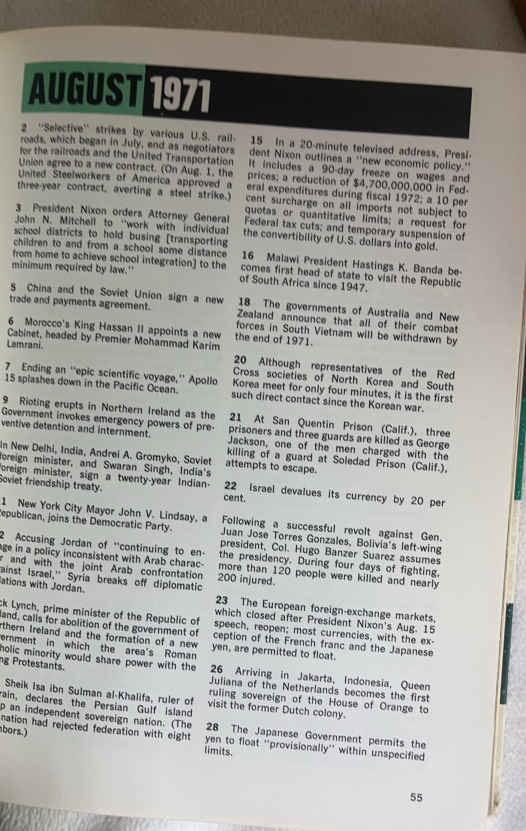 AUGUST 1971
2 "Selective" strikes by various U.S. rail-
roads, which began in July, end as negotiators
for the railroads and the United Transportation
Union agree to a new contract. (On Aug. 1, the
United Steelworkers of America approved a
three-year contract, averting a steel strike.)
3 President Nixon orders Attorney General
John N. Mitchell to "work with individual
school districts to hold busing [transporting
children to and from a school some distance
from home to achieve school integration] to the
minimum required by law."
5 China and the Soviet Union sign a new
trade and payments agreement.
6 Morocco's King Hassan II appoints a new
Cabinet, headed by Premier Mohammad Karim
Lamrani.
7 Ending an "epic scientific voyage," Apollo
15 splashes down in the Pacific Ocean.
9 Rioting erupts in Northern Ireland as the
Government invokes emergency powers of pre-
ventive detention and internment.
In New Delhi, India, Andrei A. Gromyko, Soviet
foreign minister, and Swaran Singh, India's
foreign minister, sign a twenty-year Indian-
Soviet friendship treaty.
1 New York City Mayor John V. Lindsay, a
Republican, joins the Democratic Party.
2 Accusing Jordan of "continuing to en-
age in a policy inconsistent with Arab charac-
r and with the joint Arab confrontation
ainst Israel," Syria breaks off diplomatic
lations with Jordan.
ck Lynch, prime minister of the Republic of
land, calls for abolition of the government of
rthern Ireland and the formation of a new
ernment in which the area's Roman
holic minority would share power with the
ng Protestants.
Sheik Isa ibn Sulman al-Khalifa, ruler of
rain, declares the Persian Gulf island
p an independent sovereign nation. (The
nation had rejected federation with eight
bors.)
15 In a 20-minute televised address, Presi-
dent Nixon outlines a "new economic policy."
It includes a 90-day freeze on wages and
prices; a reduction of $4,700,000,000 in Fed-
eral expenditures during fiscal 1972; a 10 per
cent surcharge on all imports not subject to
quotas or quantitative limits; a request for
Federal tax cuts; and temporary suspension of
the convertibility of U.S. dollars into gold.
16 Malawi President Hastings K. Banda be-
comes first head of state to visit the Republic
of South Africa since 1947.
18 The governments of Australia and New
Zealand announce that all of their combat
forces in South Vietnam will be withdrawn by
the end of 1971.
20 Although representatives of the Red
Cross societies of North Korea and South
Korea meet for only four minutes, it is the first
such direct contact since the Korean war.
21 At San Quentin Prison (Calif.), three
prisoners and three guards are killed as George
Jackson, one of the men charged with the
killing of a guard at Soledad Prison (Calif.),
attempts to escape.
22 Israel devalues its currency by 20 per
cent.
Following a successful revolt against Gen.
Juan Jose Torres Gonzales, Bolivia's left-wing
president, Col. Hugo Banzer Suarez assumes
the presidency. During four days of fighting,
more than 120 people were killed and nearly
200 injured.
23 The European foreign-exchange markets,
which closed after President Nixon's Aug. 15
speech, reopen; most currencies, with the ex-
ception of the French franc and the Japanese
yen, are permitted to float.
26 Arriving in Jakarta, Indonesia, Queen
Juliana of the Netherlands becomes the first
ruling sovereign of the House of Orange to
visit the former Dutch colony.
28 The Japanese Government permits the
yen to float "provisionally" within unspecified
limits.
55